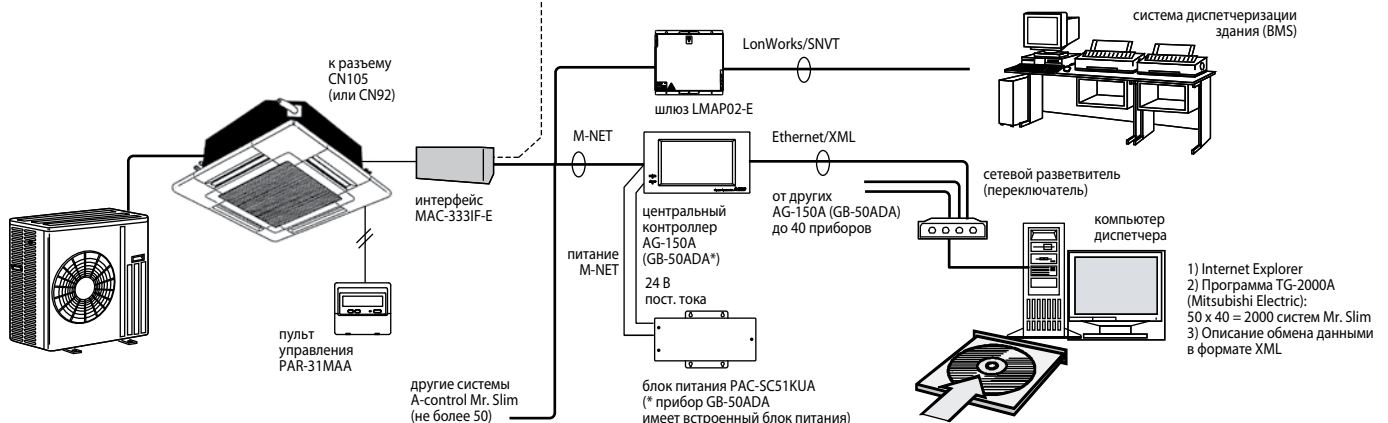 к разъему
CN105
(или CN92)
интерфейс
MAC-333IF-E
пульт
управления
PAR-31MAA
M-NET
LonWorks/SNVT
шлюз LMAP02-E
система диспетчеризации
здания (BMS)
Ethernet/XML
центральный
контроллер
AG-150A
(GB-50ADA*)
питание
M-NET
24 В
пост. тока
от других
AG-150A (GB-50ADA)
до 40 приборов
сетевой разветвитель
(переключатель)
компьютер
диспетчера
1) Internet Explorer
2) Программа TG-2000A
(Mitsubishi Electric):
50 x 40 = 2000 систем Mr. Slim
3) Описание обмена данными
в формате XML
другие системы
A-control Mr. Slim
(не более 50)
блок питания PAC-SC51KUA
(* прибор GB-50ADA
имеет встроенный блок питания)